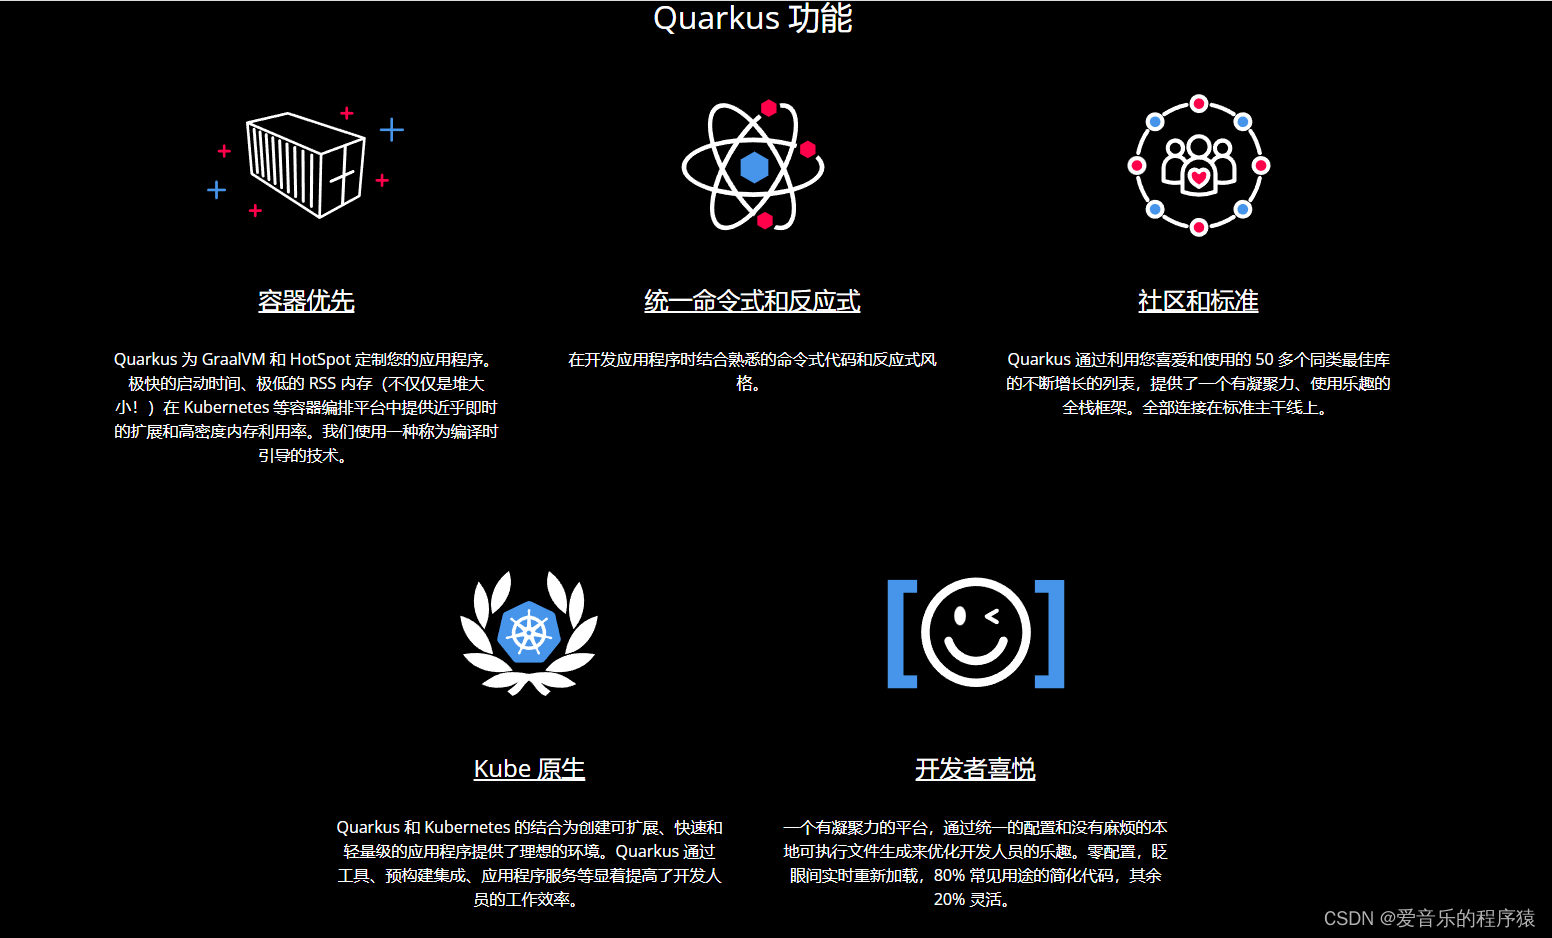 Quarkus 功能
容器优先
Quarkus 为 GraalVM 和 HotSpot 定制您的应用程序。
极快的启动时间、极低的 RSS 内存（不仅仅是堆大
小！）在 Kubernetes 等容器编排平台中提供近乎即时
的扩展和高密度内存利用率。我们使用一种称为编译时
引导的技术。
统一命令式和反应式
在开发应用程序时结合熟悉的命令式代码和反应式风
格。
社区和标准
Quarkus 通过利用您喜爱和使用的 50 多个同类最佳库
的不断增长的列表，提供了一个有凝聚力、使用乐趣的
全栈框架。全部连接在标准主干线上。
Kube 原生
Quarkus 和 Kubernetes 的结合为创建可扩展、快速和
轻量级的应用程序提供了理想的环境。Quarkus 通过
工具、预构建集成、应用程序服务等显着提高了开发人
员的工作效率。
开发者喜悦
一个有凝聚力的平台，通过统一的配置和没有麻烦的本
地可执行文件生成来优化开发人员的乐趣。零配置，眨
眼间实时重新加载，80% 常见用途的简化代码，其余
20% 灵活。
CSDN @爱音乐的程序猿